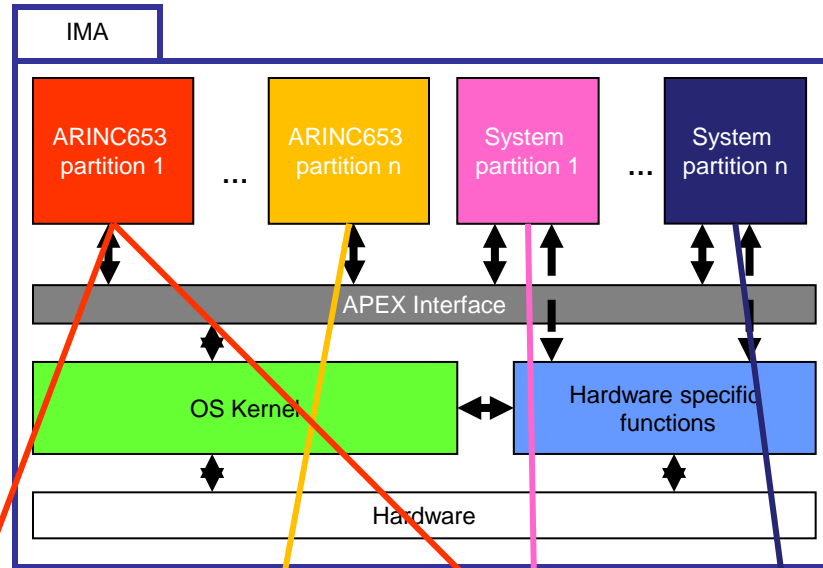 IMA
ARINC653
partition 1
...
ARINC653
partition n
System
partition 1
...
System
partition n
APEX Interface
OS Kernel
Hardware specific
functions
Hardware